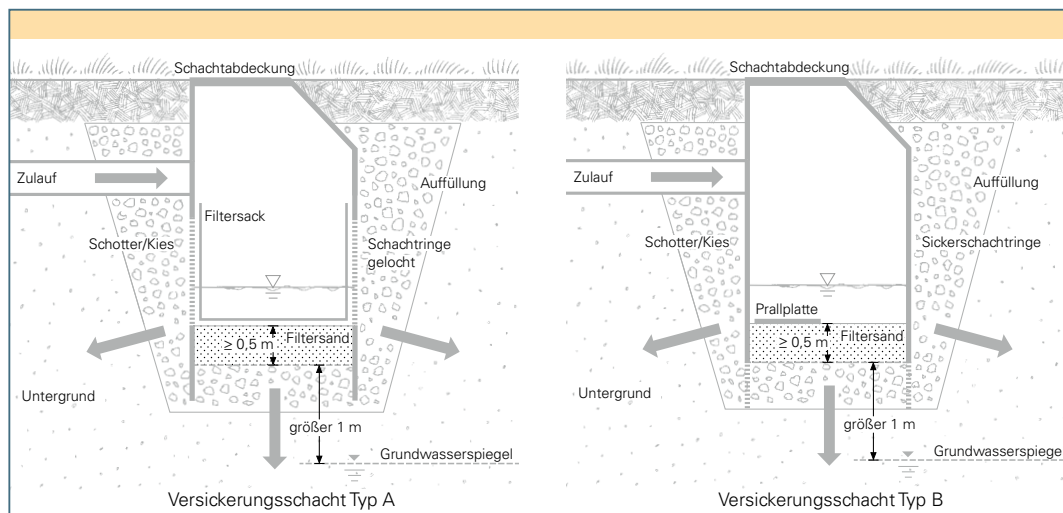 Schachtabdeckung
Zulauf
Filtersack
Auffüllung
Schotter/Kies
Schachtringe
gelocht
≥ 0,5 m
Filtersand
Untergrund
größer 1 m
Grundwasserspiegel
Versickerungsschacht Typ A
Schachtabdeckung
Zulauf
Auffüllung
Schotter/Kies
Sickerschachtringe
Prallplatte
≥ 0,5 m
Filtersand
Untergrund
größer 1 m
Grundwasserspiege
Versickerungsschacht Typ B